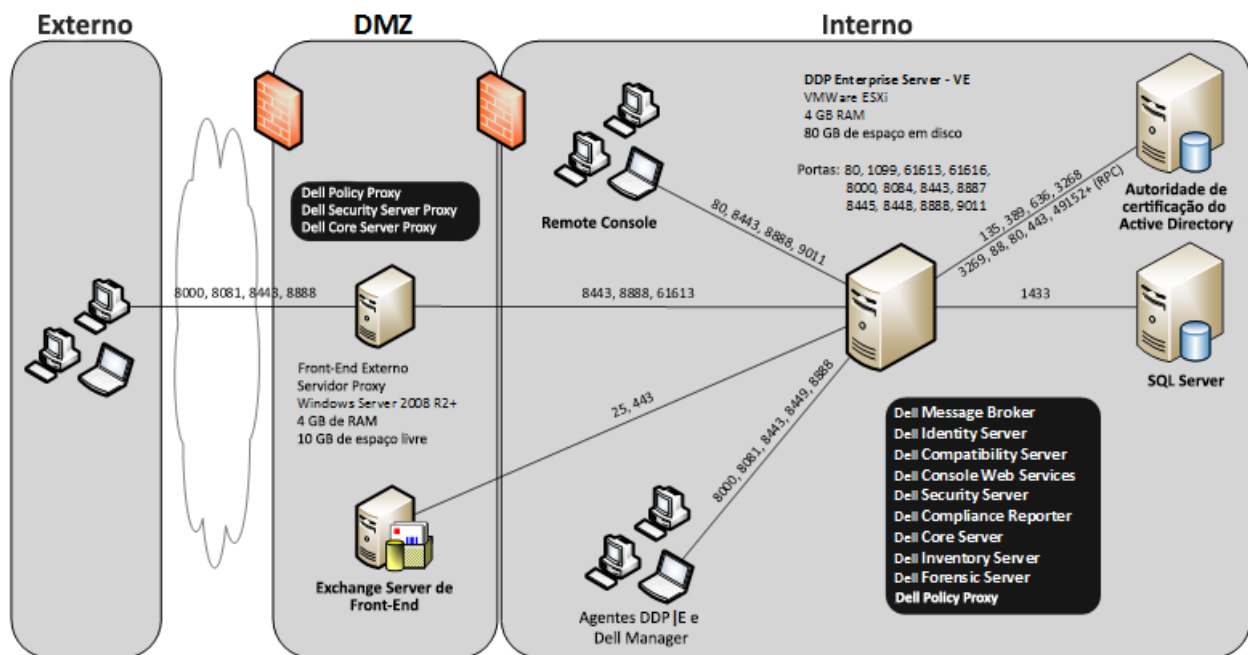 Externo
DMZ
Interno
DDP Enterprise Server - VE
VMWare ESXi
4 GB RAM
80 GB de espaço em disco
Portas: 80, 1099, 61613, 61616,
8000, 8084, 8443, 8887
8445, 8448, 8888, 9011
Dell Policy Proxy
Dell Security Server Proxy
Dell Core Server Proxy
Remote Console
80, 8443, 8888, 9011
135, 389, 636, 3268
3269, 88, 80, 443, 49152+ (RPC)
Autoridade de
certificação do
Active Directory
8000, 8081, 8443, 8888
8443, 8888, 61613
1433
SQL Server
Front-End Externo
Servidor Proxy
Windows Server 2008 R2+
4 GB de RAM
10 GB de espaço livre
25, 443
8000, 8081, 8443, 8449, 8888
Exchange Server de
Front-End
Agentes DDP|E e
Dell Manager
Dell Message Broker
Dell Identity Server
Dell Compatibility Server
Dell Console Web Services
Dell Security Server
Dell Compliance Reporter
Dell Core Server
Dell Inventory Server
Dell Forensic Server
Dell Policy Proxy